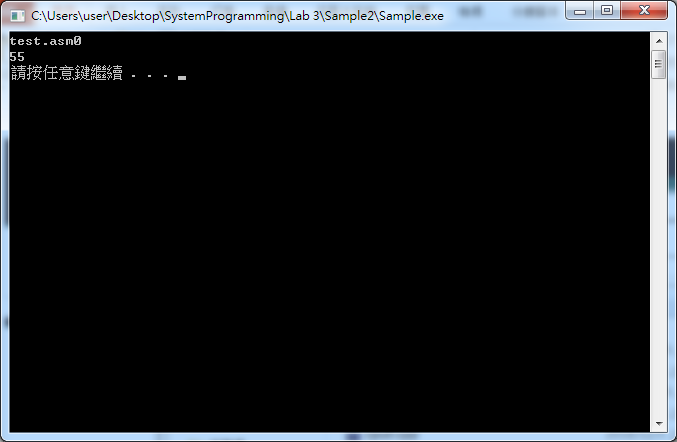 C:\Users\user\Desktop\SystemProgramming\Lab 3\Sample2\Sample.exe
test.asm0
55
請按任意鍵繼續 . . .